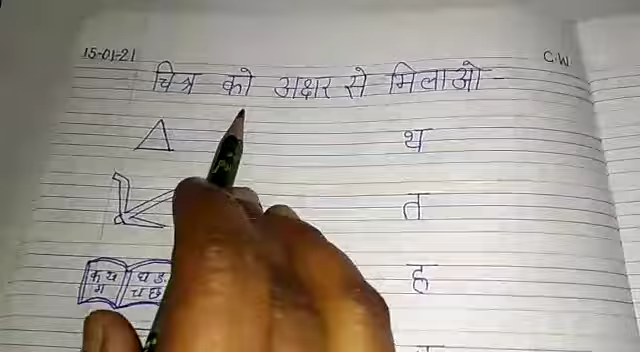 15-01-21
C.W.
चित्र को अक्षर से मिलाओ-
थ
त
क ख घ ङ
ग च छ
ह